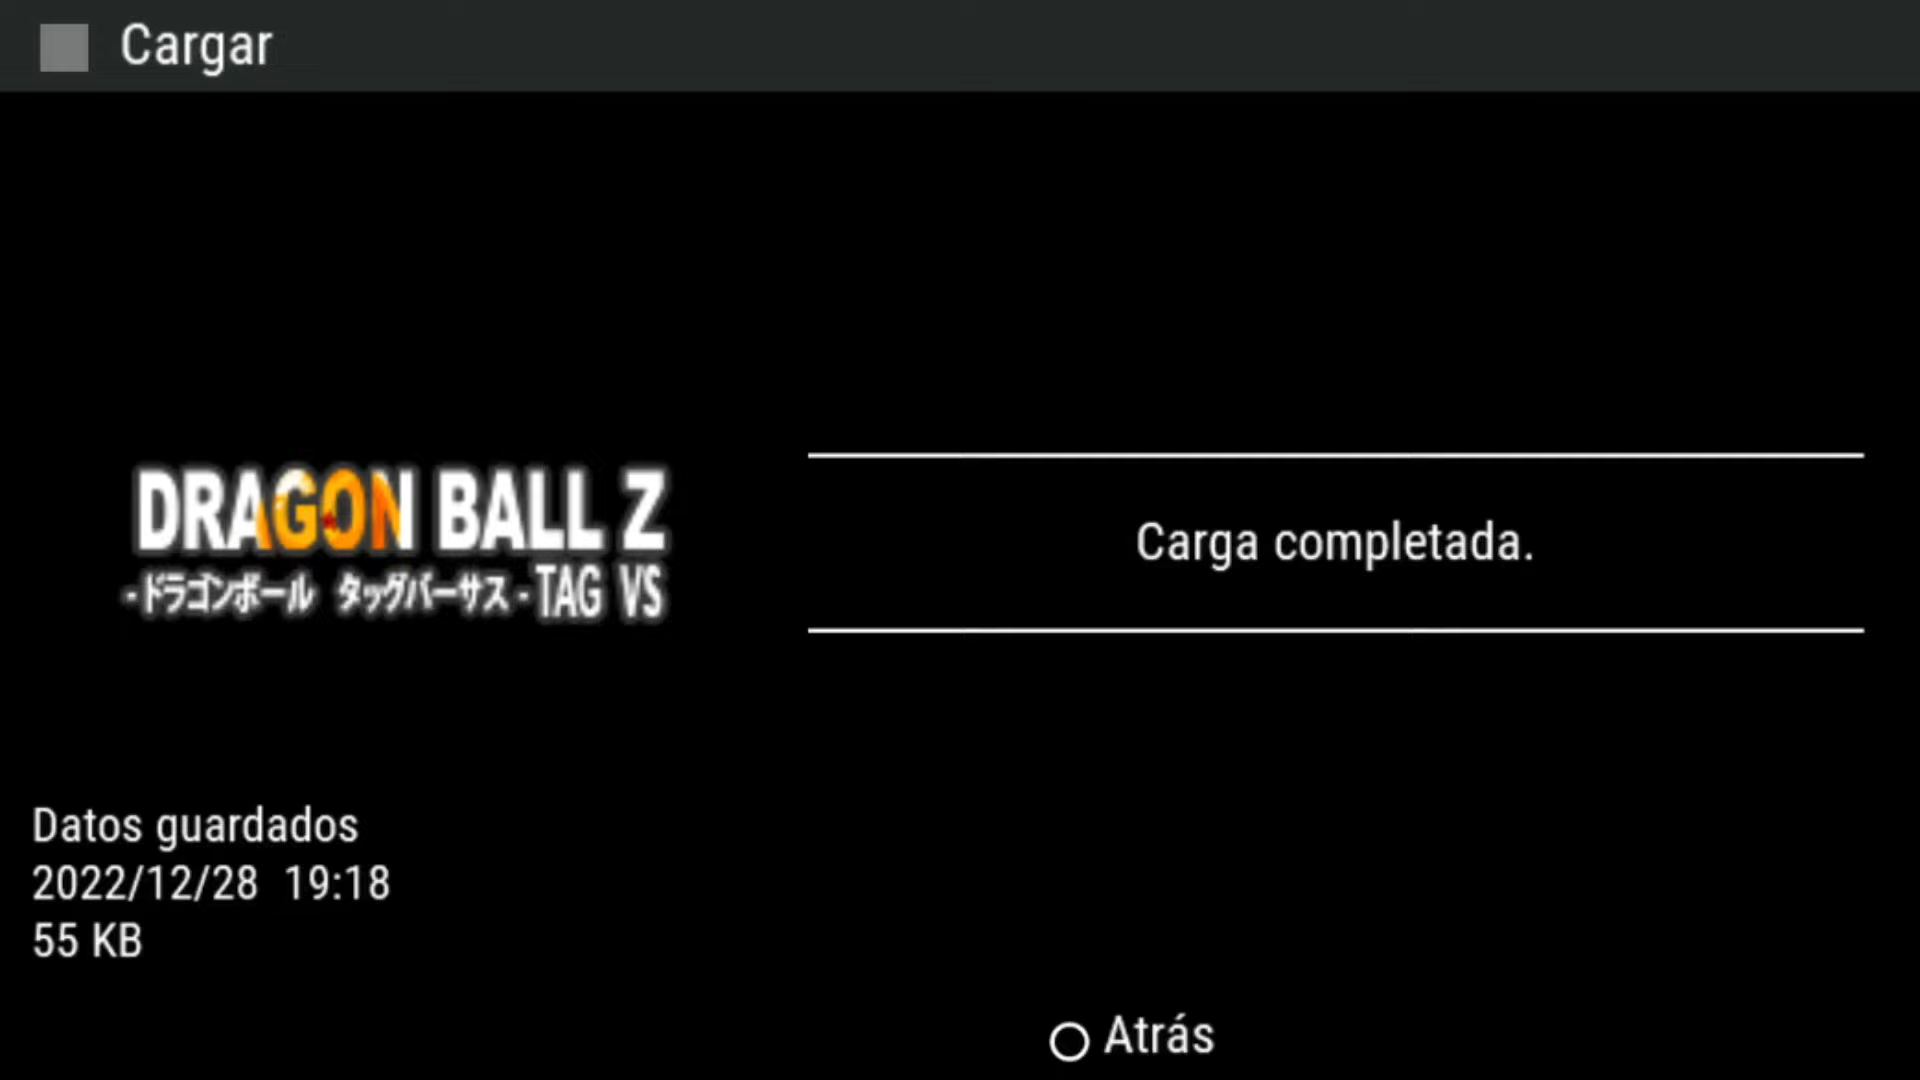 Cargar
DRAGON BALL Z
-ドラゴンボール タッグバーサス-TAG VS
Carga completada.
Datos guardados
2022/12/28 19:18
55 KB
Atrás